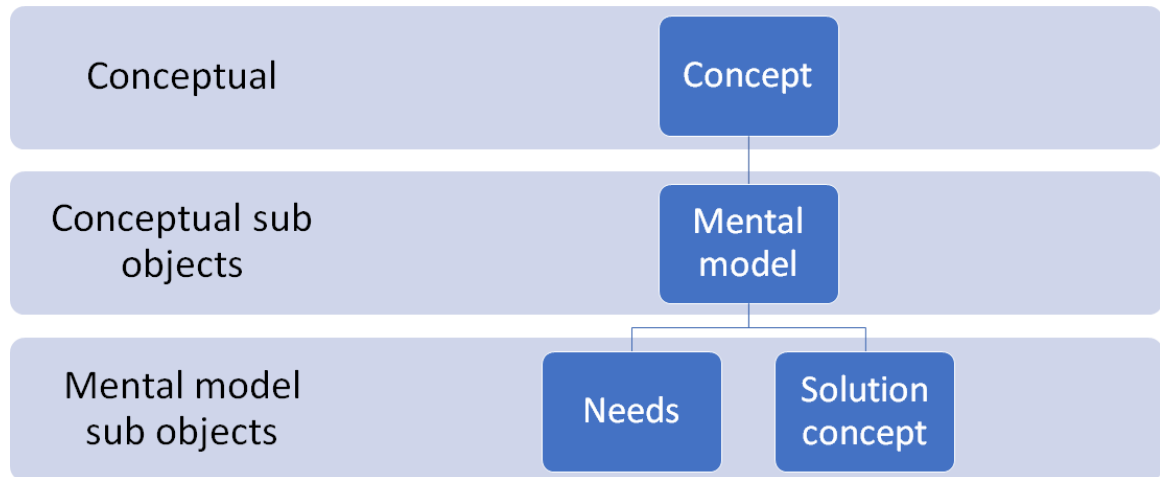 Conceptual
Concept
Conceptual sub
objects
Mental
model
Mental model
sub objects
Needs
Solution
concept